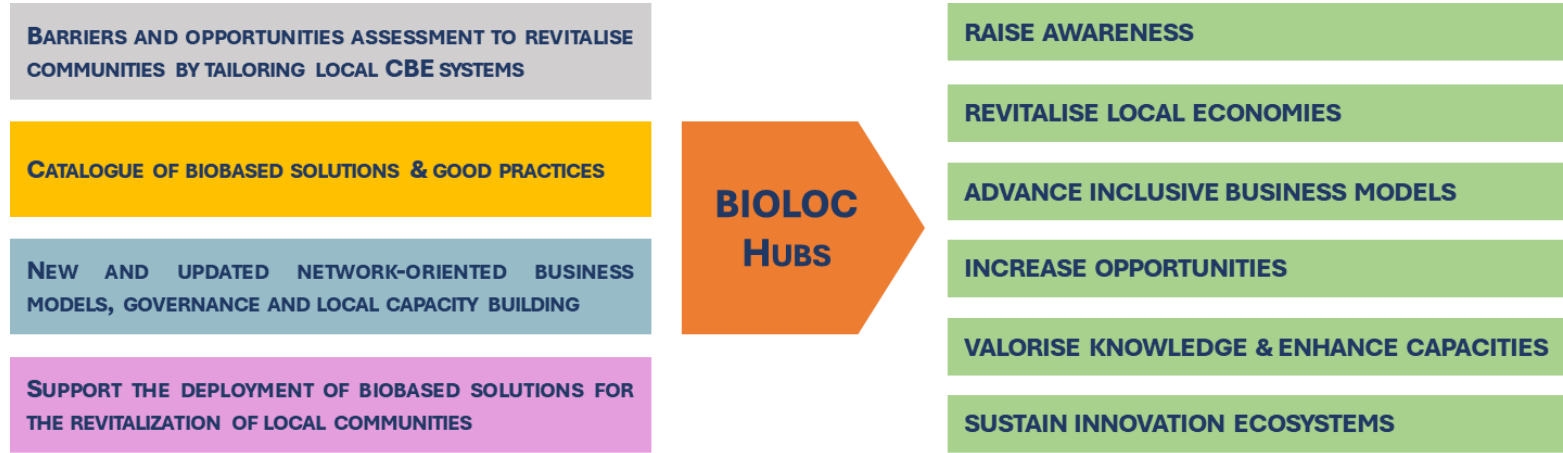 BARRIERS AND OPPORTUNITIES ASSESSMENT TO REVITALISE
COMMUNITIES BY TAILORING LOCAL CBE SYSTEMS
CATALOGUE OF BIOBASED SOLUTIONS & GOOD PRACTICES
NEW AND UPDATED NETWORK-ORIENTED BUSINESS
MODELS, GOVERNANCE AND LOCAL CAPACITY BUILDING
SUPPORT THE DEPLOYMENT OF BIOBASED SOLUTIONS FOR
THE REVITALIZATION OF LOCAL COMMUNITIES
BIOLOC
HUBS
RAISE AWARENESS
REVITALISE LOCAL ECONOMIES
ADVANCE INCLUSIVE BUSINESS MODELS
INCREASE OPPORTUNITIES
VALORISE KNOWLEDGE & ENHANCE CAPACITIES
SUSTAIN INNOVATION ECOSYSTEMS